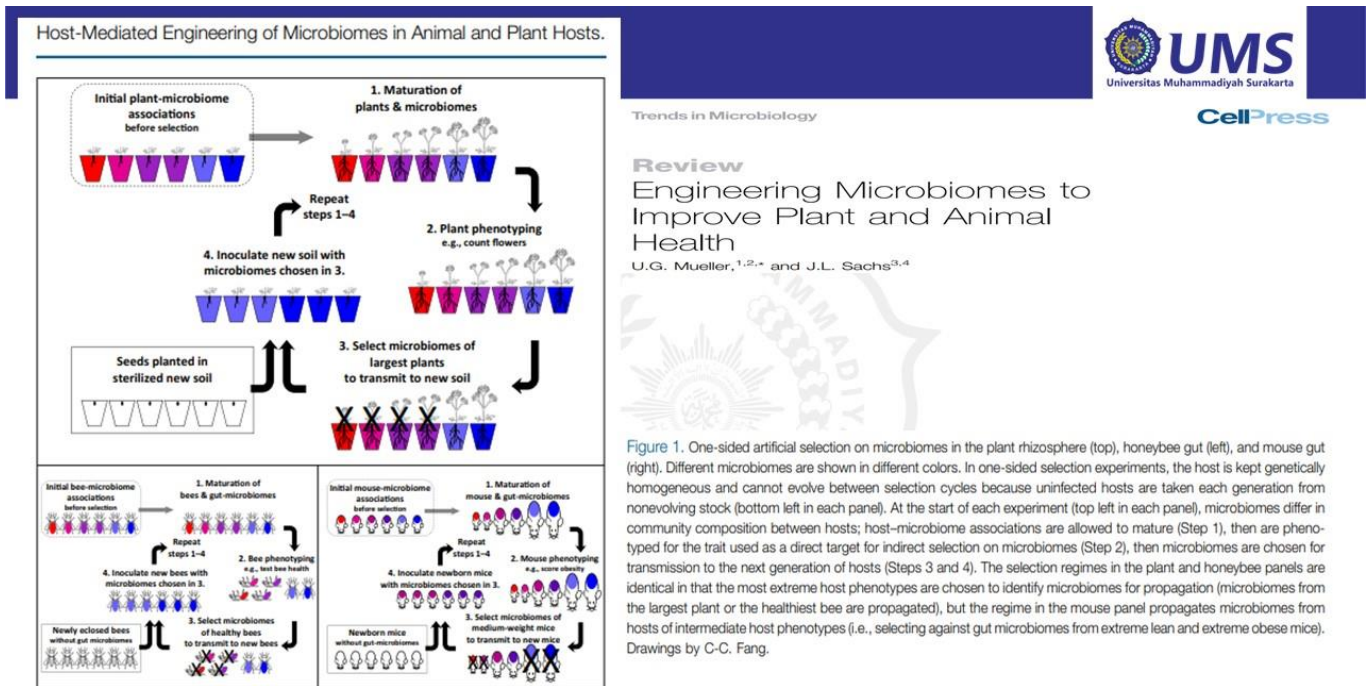 Host-Mediated Engineering of Microbiomes in Animal and Plant Hosts.
Initial plant-microbiome
associations
before selection
1. Maturation of
plants & microbiomes
Repeat
steps 1–4
2. Plant phenotyping
e.g., count flowers
4. Inoculate new soil with
microbiomes chosen in 3.
3. Select microbiomes of
largest plants
to transmit to new soil
Seeds planted in
sterilized new soil
Initial bee-microbiome
associations
before selection
1. Maturation of
bees & gut-microbiomes
Repeat
steps 1–4
2. Bee phenotyping
e.g., test bee health
4. Inoculate new bees with
microbiomes chosen in 3.
3. Select microbiomes
of healthy bees
to transmit to new bees
Newly eclosed bees
without gut microbiomes
Initial mouse-microbiome
associations
before selection
1. Maturation of
mouse & gut-microbiomes
Repeat
steps 1–4
2. Mouse phenotyping
e.g., score obesity
4. Inoculate newborn mice
with microbiomes chosen in 3.
3. Select microbiomes of
medium-weight mice
to transmit to new mice
Newborn mice
without gut-microbiomes
UMS
Universitas Muhammadiyah Surakarta
Trends in Microbiology
CellPress
Review
Engineering Microbiomes to
Improve Plant and Animal
Health
U.G. Mueller,1,2,* and J.L. Sachs3,4
AMMADIY
Figure 1. One-sided artificial selection on microbiomes in the plant rhizosphere (top), honeybee gut (left), and mouse gut
(right). Different microbiomes are shown in different colors. In one-sided selection experiments, the host is kept genetically
homogeneous and cannot evolve between selection cycles because uninfected hosts are taken each generation from
nonevolving stock (bottom left in each panel). At the start of each experiment (top left in each panel), microbiomes differ in
community composition between hosts; host–microbiome associations are allowed to mature (Step 1), then are pheno-
typed for the trait used as a direct target for indirect selection on microbiomes (Step 2), then microbiomes are chosen for
transmission to the next generation of hosts (Steps 3 and 4). The selection regimes in the plant and honeybee panels are
identical in that the most extreme host phenotypes are chosen to identify microbiomes for propagation (microbiomes from
the largest plant or the healthiest bee are propagated), but the regime in the mouse panel propagates microbiomes from
hosts of intermediate host phenotypes (i.e., selecting against gut microbiomes from extreme lean and extreme obese mice).
Drawings by C-C. Fang.